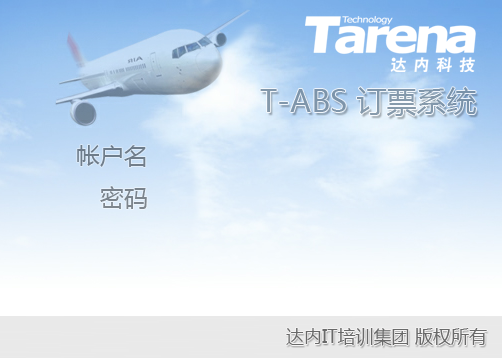 Technology
Tarena
达内科技
T-ABS 订票系统
帐户名
密码
达内IT培训集团 版权所有